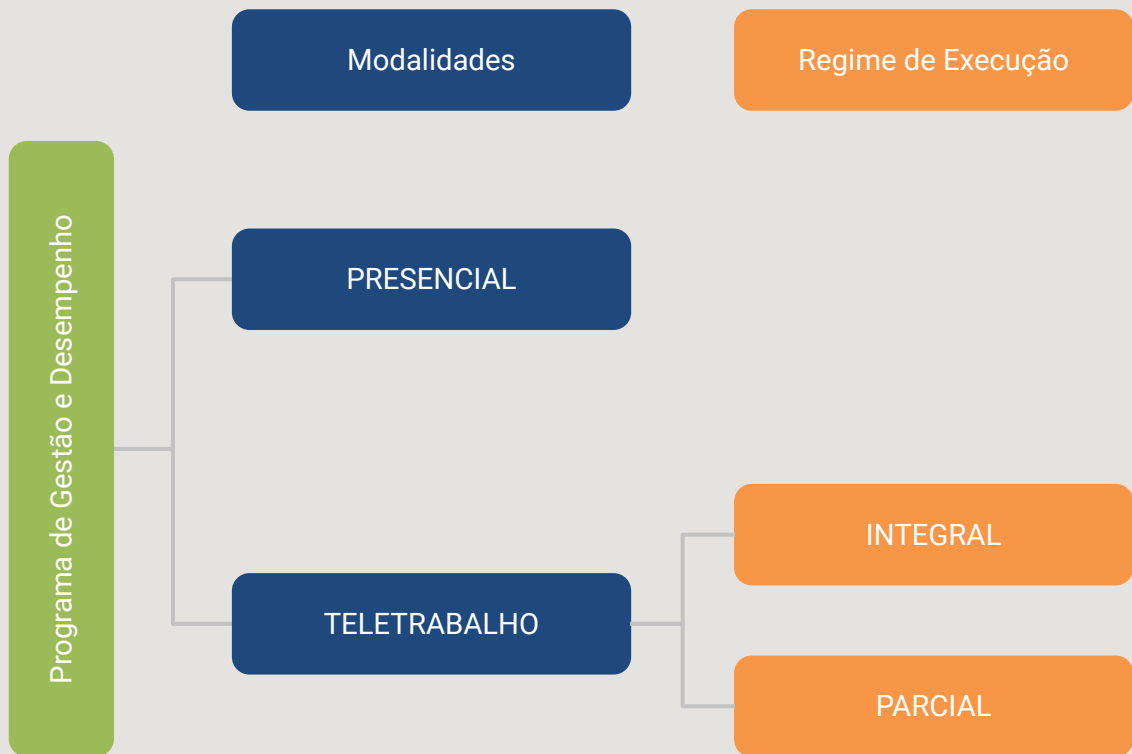 Modalidades
Regime de Execução
Programa de Gestão e Desempenho
PRESENCIAL
TELETRABALHO
INTEGRAL
PARCIAL